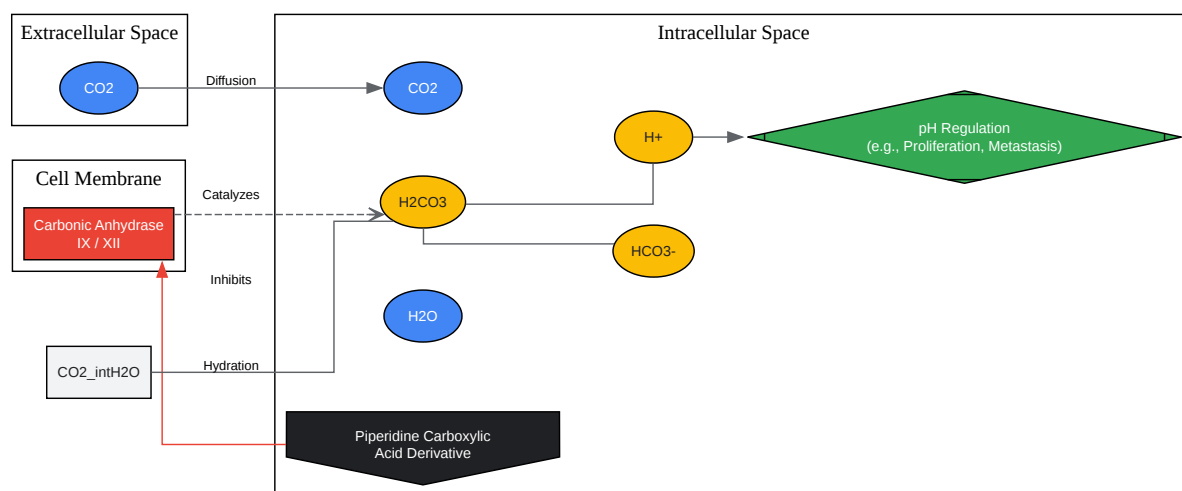 Extracellular Space
Intracellular Space
CO2
Diffusion
CO2
H+
pH Regulation
(e.g., Proliferation, Metastasis)
Cell Membrane
Catalyzes
H2CO3
Carbonic Anhydrase
IX / XII
HCO3-
Inhibits
H2O
CO2_intH2O
Hydration
Piperidine Carboxylic
Acid Derivative